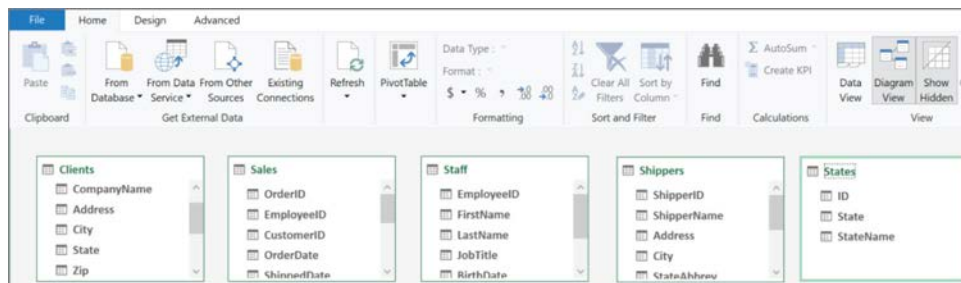 File Home Design Advanced
Paste
From Database
From Data Service
From Other Sources
Existing Connections
Refresh
PivotTable
Data Type :
Format :
$ % ,
Clear All Filters
Sort by Column
Find
AutoSum
Create KPI
Data View
Diagram View
Show Hidden
Clipboard Get External Data Formatting Sort and Filter Find Calculations View
Clients
CompanyName
Address
City
State
Zip
Sales
OrderID
EmployeeID
CustomerID
OrderDate
ShippedDate
Staff
EmployeeID
FirstName
LastName
JobTitle
BirthDate
Shippers
ShipperID
ShipperName
Address
City
StateAbbrev
States
ID
State
StateName